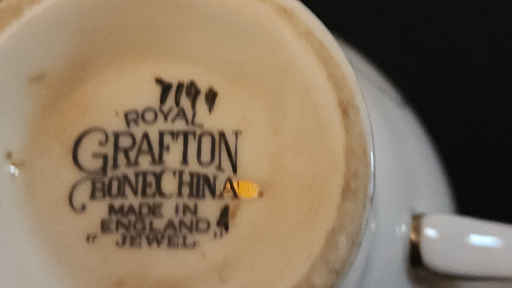 ROYAL
GRAFTON
BONE CHINA
MADE IN
ENGLAND
"JEWEL"